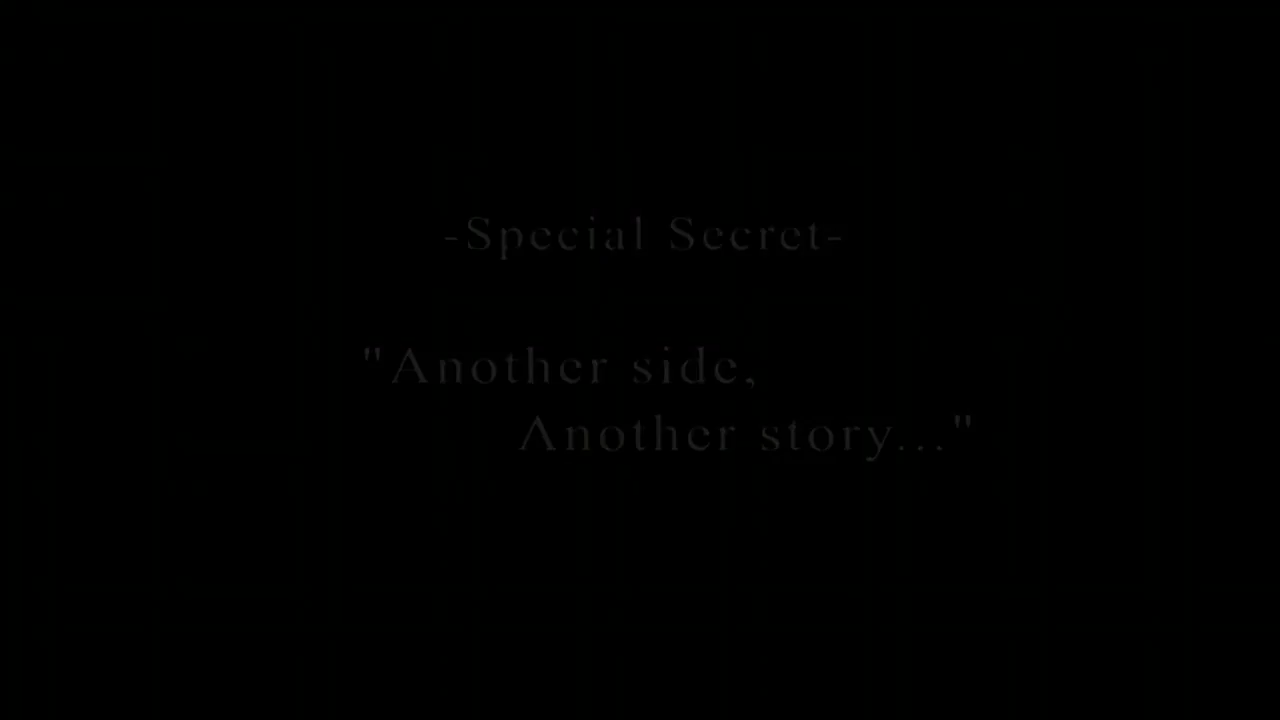 -Special Secret-
"Another side,
Another story..."